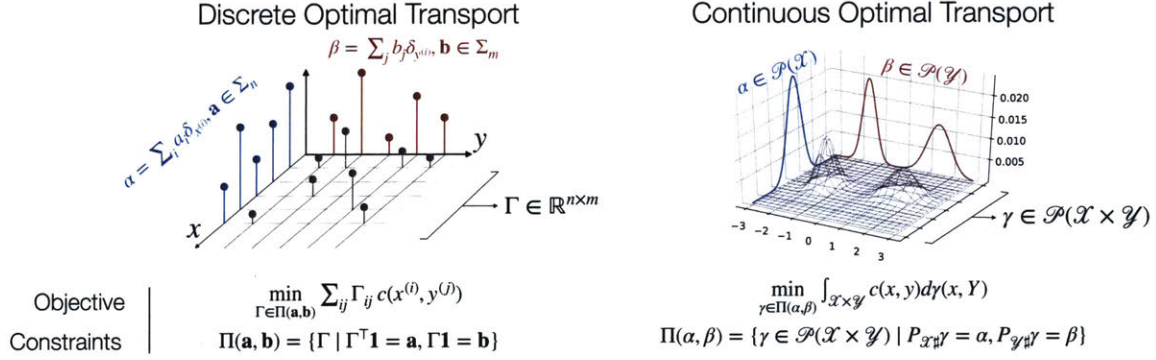 Discrete Optimal Transport
β = ∑_j b_j δ_{y^{(j)}}, 𝐛 ∈ Σ_m
α = ∑_i a_i δ_{x^{(i)}}, 𝐚 ∈ Σ_n
y
x
Γ ∈ ℝ^{n×m}
Continuous Optimal Transport
α ∈ 𝒫(𝒳)
β ∈ 𝒫(𝒴)
0.020
0.015
0.010
0.005
−3 −2 −1 0 1 2 3
γ ∈ 𝒫(𝒳 × 𝒴)
Objective
min_{Γ∈Π(𝐚,𝐛)} ∑_{ij} Γ_{ij} c(x^{(i)}, y^{(j)})
min_{γ∈Π(α,β)} ∫_{𝒳×𝒴} c(x, y)dγ(x, Y)
Constraints
Π(𝐚, 𝐛) = {Γ | Γ^⊤𝟏 = 𝐚, Γ𝟏 = 𝐛}
Π(α, β) = {γ ∈ 𝒫(𝒳 × 𝒴) | P_{𝒳♯}γ = α, P_{𝒴♯}γ = β}